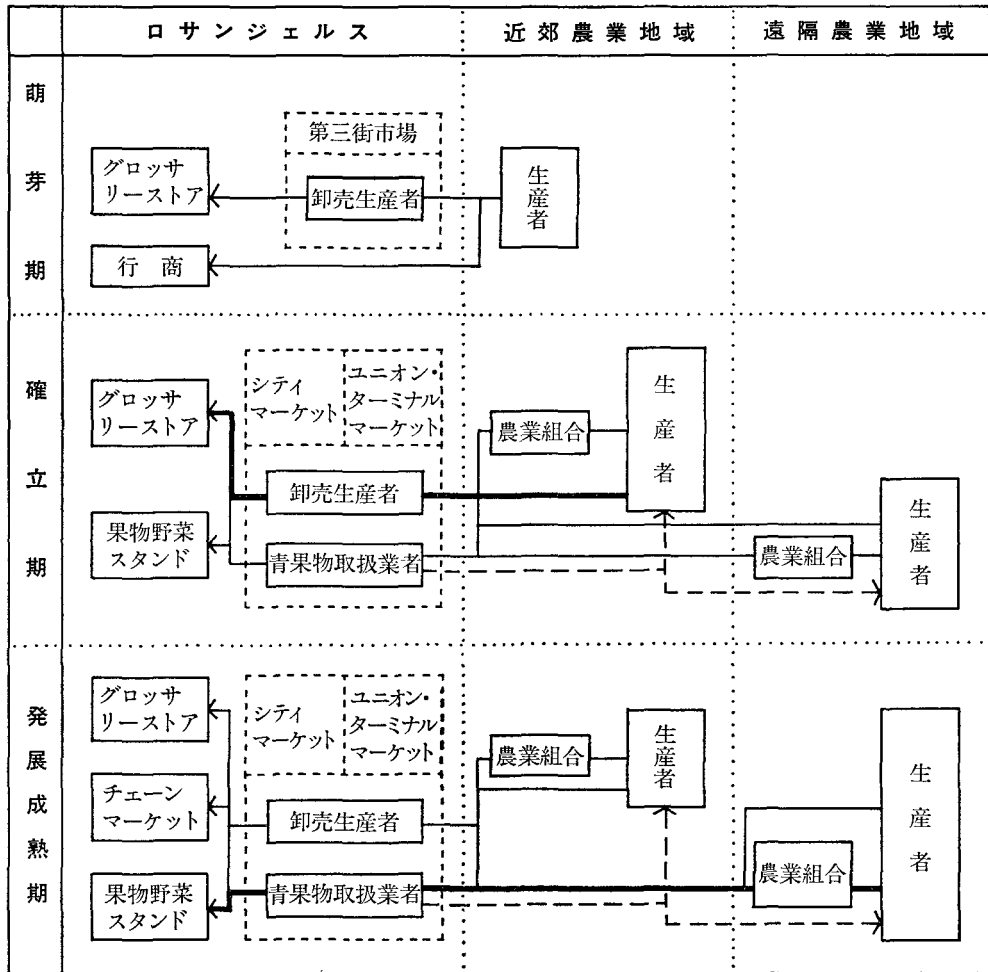 ロサンジェルス
近郊農業地域
遠隔農業地域
萌芽期
第三街市場
グロッサ
リーストア
卸売生産者
生産者
行商
確立期
シティ
マーケット
ユニオン・
ターミナル
マーケット
グロッサ
リーストア
農業組合
生産者
卸売生産者
果物野菜
スタンド
青果物取扱業者
農業組合
生産者
発展成熟期
グロッサ
リーストア
シティ
マーケット
ユニオン・
ターミナル
マーケット
農業組合
生産者
チェーン
マーケット
卸売生産者
果物野菜
スタンド
青果物取扱業者
農業組合
生産者